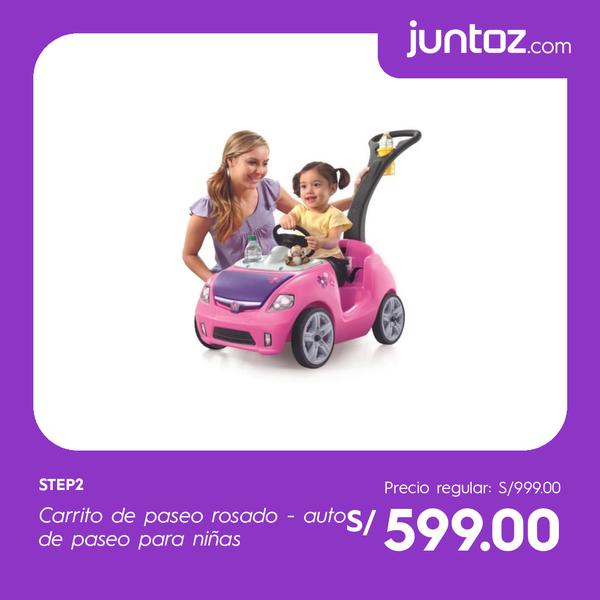 juntoz.com
STEP2
Carrito de paseo rosado - auto
de paseo para niñas
Precio regular: S/999.00
S/ 599.00